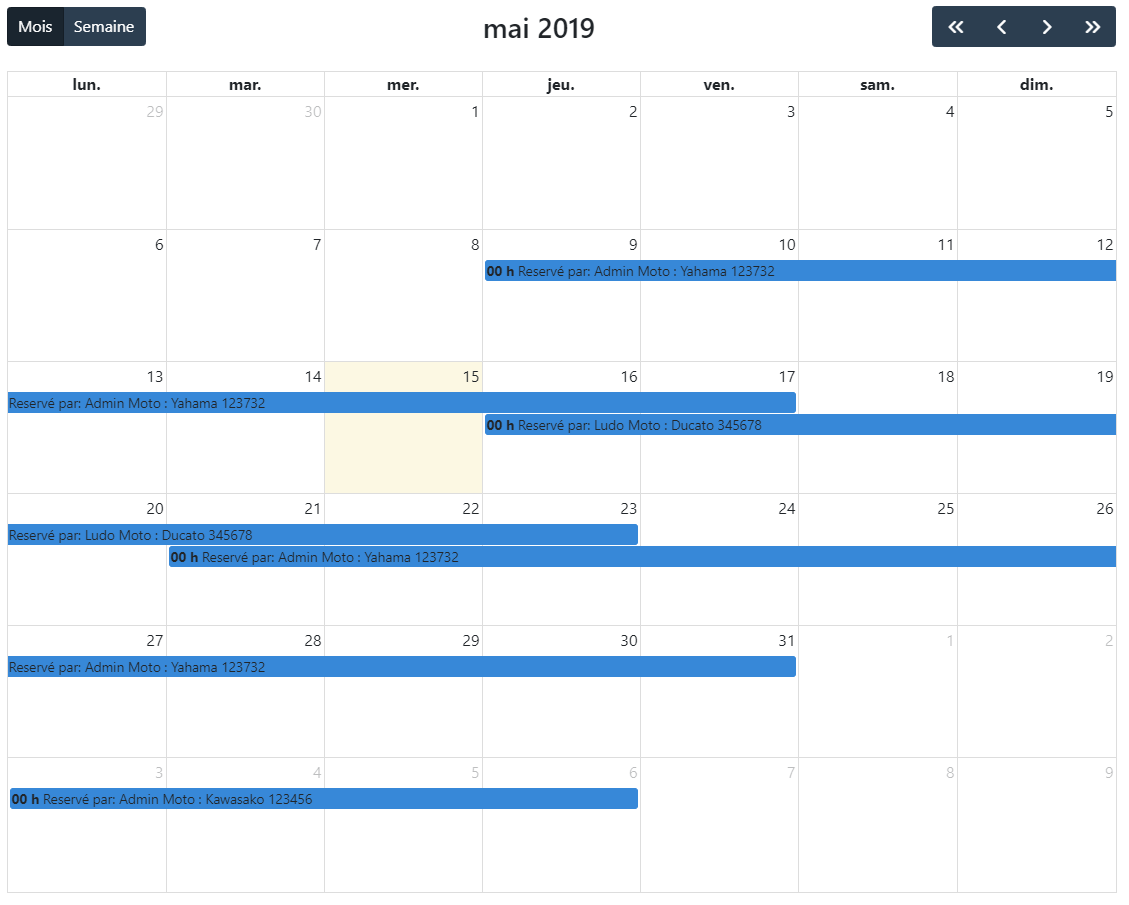 Mois Semaine mai 2019
lun. mar. mer. jeu. ven. sam. dim.
29 30 1 2 3 4 5
6 7 8 9 10 11 12
00 h Reservé par: Admin Moto : Yahama 123732
13 14 15 16 17 18 19
Reservé par: Admin Moto : Yahama 123732
00 h Reservé par: Ludo Moto : Ducato 345678
20 21 22 23 24 25 26
Reservé par: Ludo Moto : Ducato 345678
00 h Reservé par: Admin Moto : Yahama 123732
27 28 29 30 31 1 2
Reservé par: Admin Moto : Yahama 123732
3 4 5 6 7 8 9
00 h Reservé par: Admin Moto : Kawasako 123456